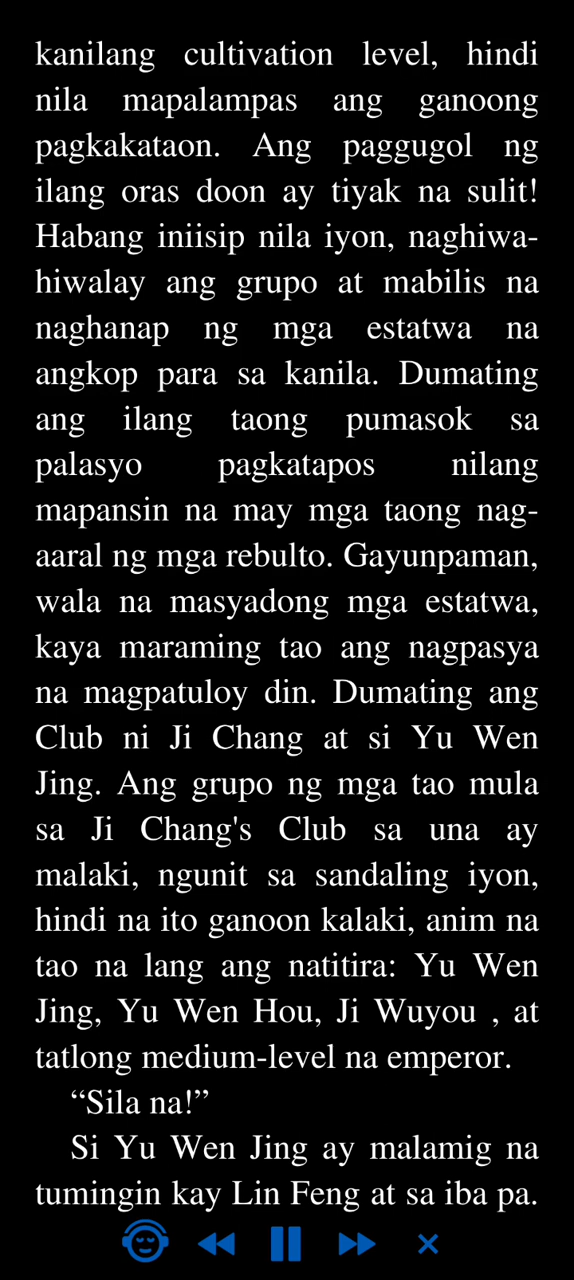 kanilang cultivation level, hindi
nila mapalampas ang ganoong
pagkakataon. Ang paggugol ng
ilang oras doon ay tiyak na sulit!
Habang iniisip nila iyon, naghiwa-
hiwalay ang grupo at mabilis na
naghanap ng mga estatwa na
angkop para sa kanila. Dumating
ang ilang taong pumasok sa
palasyo pagkatapos nilang
mapansin na may mga taong nag-
aaral ng mga rebulto. Gayunpaman,
wala na masyadong mga estatwa,
kaya maraming tao ang nagpasya
na magpatuloy din. Dumating ang
Club ni Ji Chang at si Yu Wen
Jing. Ang grupo ng mga tao mula
sa Ji Chang's Club sa una ay
malaki, ngunit sa sandaling iyon,
hindi na ito ganoon kalaki, anim na
tao na lang ang natitira: Yu Wen
Jing, Yu Wen Hou, Ji Wuyou , at
tatlong medium-level na emperor.
“Sila na!”
Si Yu Wen Jing ay malamig na
tumingin kay Lin Feng at sa iba pa.